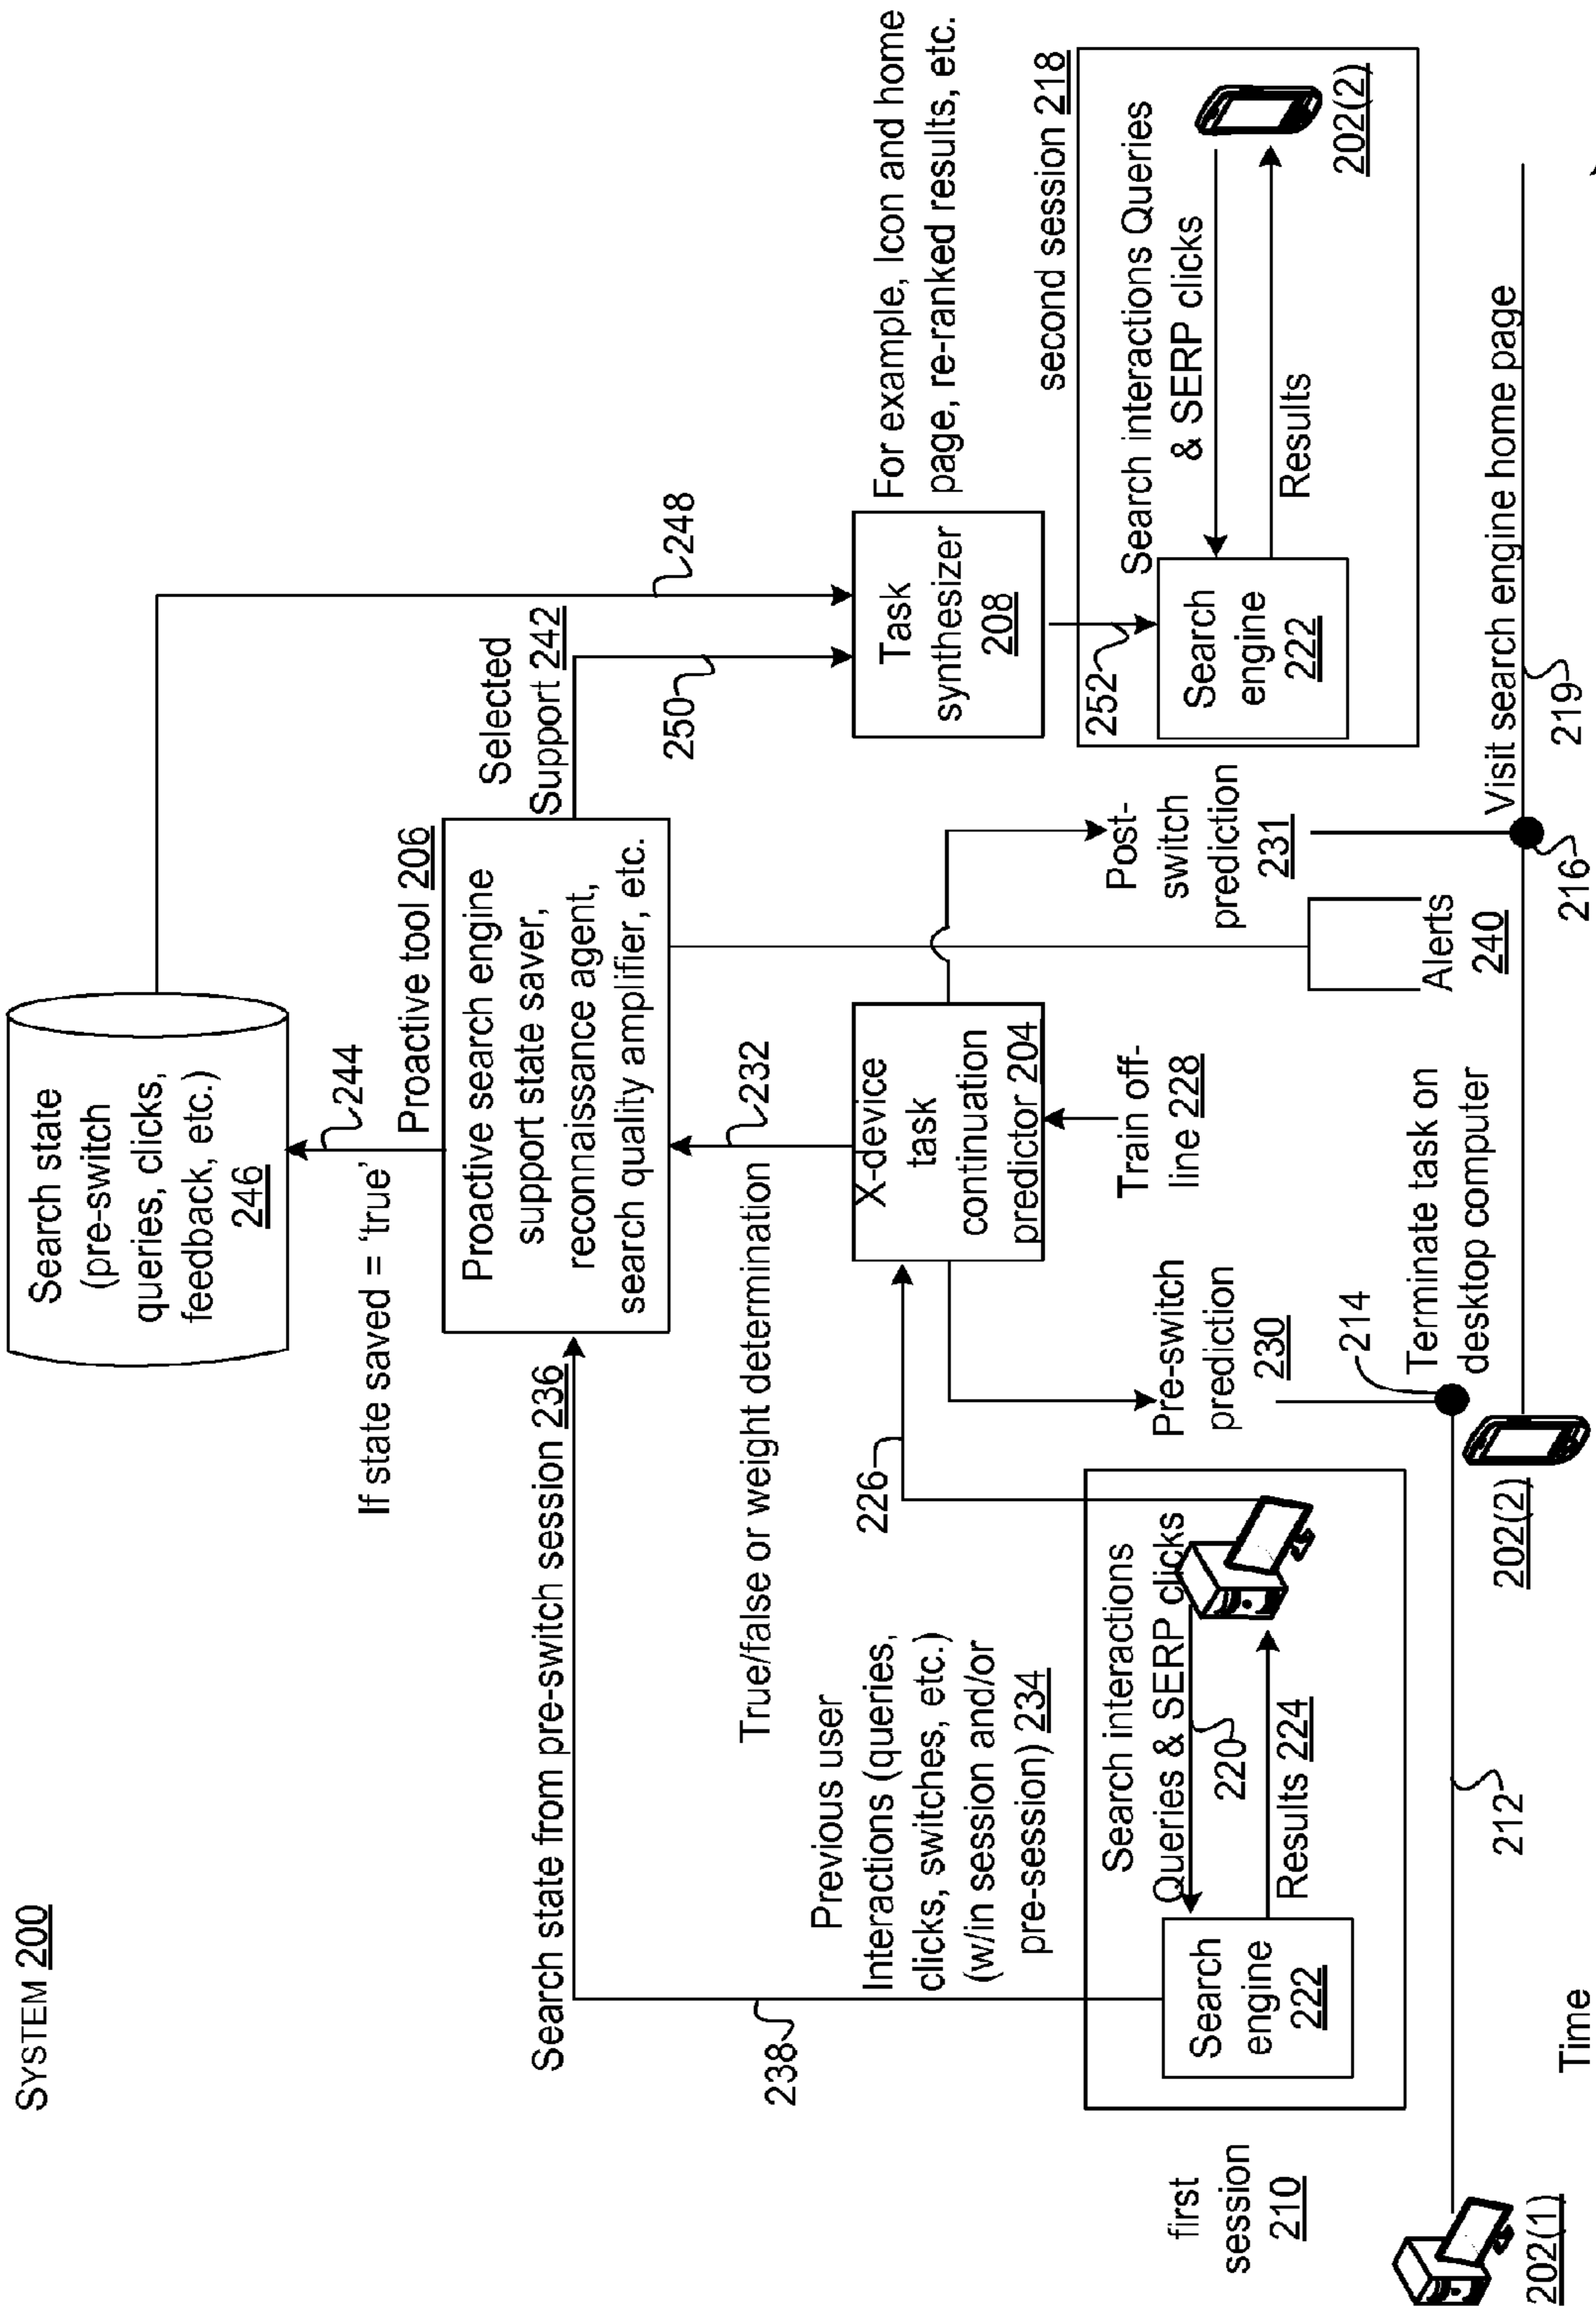 SYSTEM 200
Search state
(pre-switch
queries, clicks,
feedback, etc.)
246
244
If state saved = ‘true’
Proactive tool 206
Proactive search engine
support state saver,
reconnaissance agent,
search quality amplifier, etc.
Selected
Support 242
248
250
Search state from pre-switch session 236
238
True/false or weight determination
232
Previous user
Interactions (queries,
clicks, switches, etc.)
(w/in session and/or
pre-session) 234
226
X-device
task
continuation
predictor 204
Train off-
line 228
Task
synthesizer
208
For example, Icon and home
page, re-ranked results, etc.
252
first
session
210
Search interactions
Queries & SERP clicks
220
Search
engine
222
Results 224
Pre-switch
prediction
230
Post-
switch
prediction
231
Alerts
240
second session 218
Search interactions Queries
& SERP clicks
Search
engine
222
Results
202(2)
214
Terminate task on
desktop computer
Visit search engine home page
202(1)
212
202(2)
216
219
Time